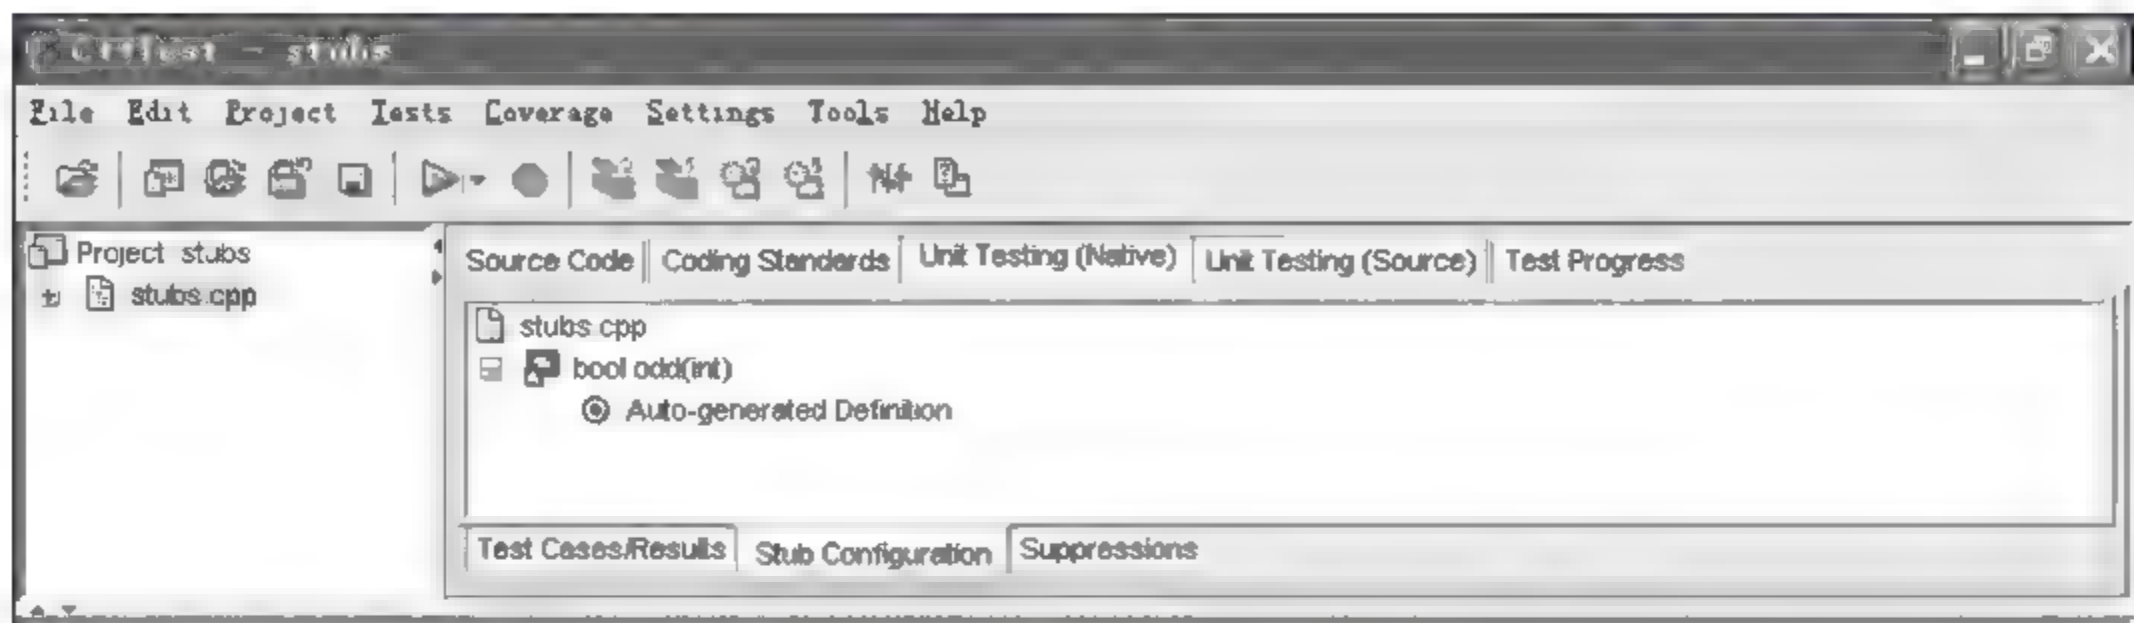 C++Test - stubs
File Edit Project Tests Coverage Settings Tools Help
Project stubs
stubs.cpp
Source Code Coding Standards Unit Testing (Native) Unit Testing (Source) Test Progress
stubs.cpp
bool odd(int)
Auto-generated Definition
Test Cases/Results Stub Configuration Suppressions